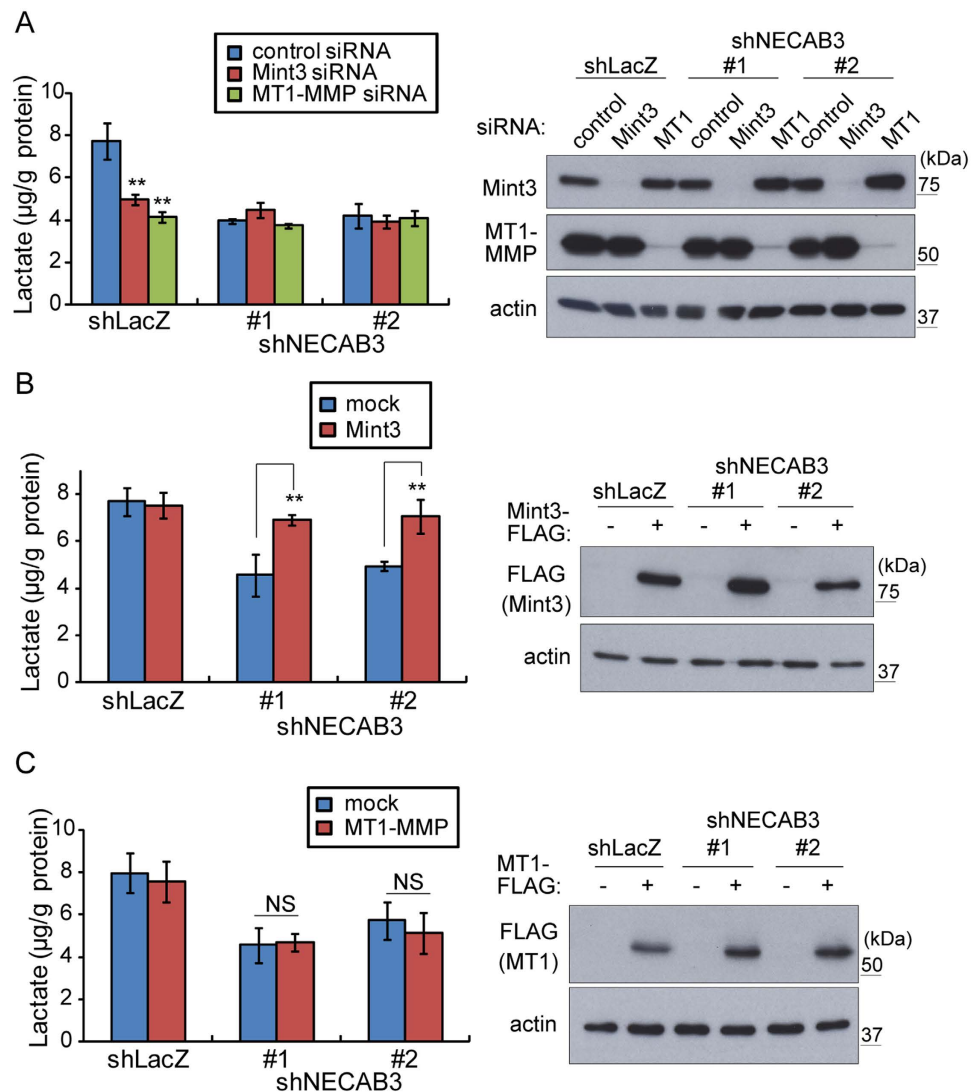 A
control siRNA
Mint3 siRNA
MT1-MMP siRNA
Lactate (µg/g protein)
10
8
6
4
2
0
**
**
shLacZ
#1
#2
shNECAB3
shNECAB3
shLacZ
#1
#2
siRNA:
control
Mint3
MT1
control
Mint3
MT1
control
Mint3
MT1
(kDa)
Mint3
75
MT1-
MMP
50
actin
37
B
mock
Mint3
Lactate (µg/g protein)
8
6
4
2
0
**
**
shLacZ
#1
#2
shNECAB3
shNECAB3
shLacZ
#1
#2
Mint3-
FLAG:
-
+
-
+
-
+
(kDa)
FLAG
(Mint3)
75
actin
37
C
mock
MT1-MMP
Lactate (µg/g protein)
10
8
6
4
2
0
NS
NS
shLacZ
#1
#2
shNECAB3
shNECAB3
shLacZ
#1
#2
MT1-
FLAG:
-
+
-
+
-
+
(kDa)
FLAG
(MT1)
50
actin
37